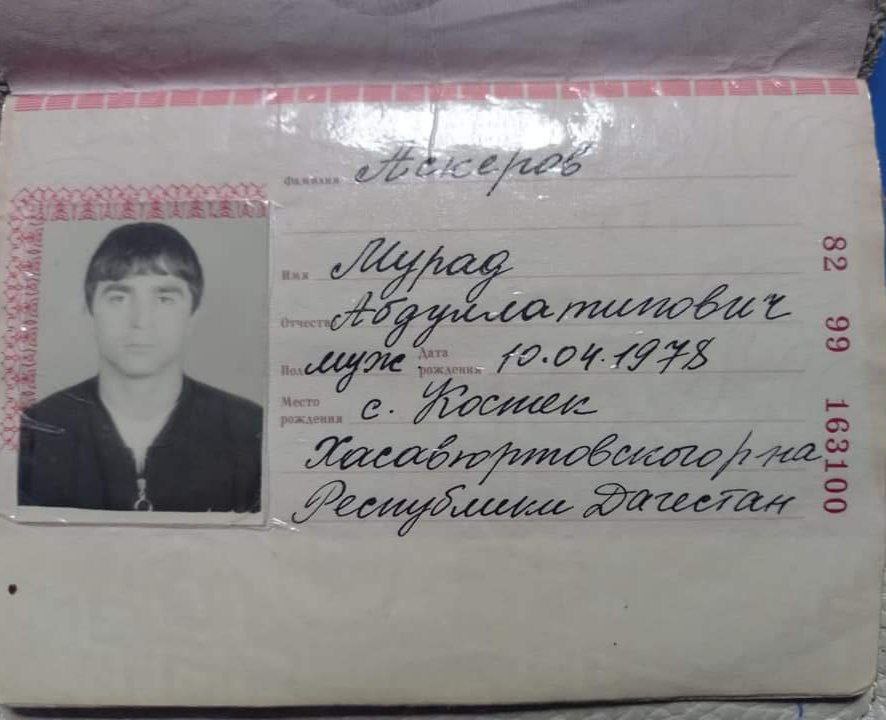 Фамилия Аскеров
Имя Мурад
Отчество Абдуллатипович
Пол муж Дата рождения 10.04.1978
Место рождения с. Костек
Хасавюртовского р-на
Республики Дагестан
82 99 163100